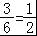 3/6 = 1/2